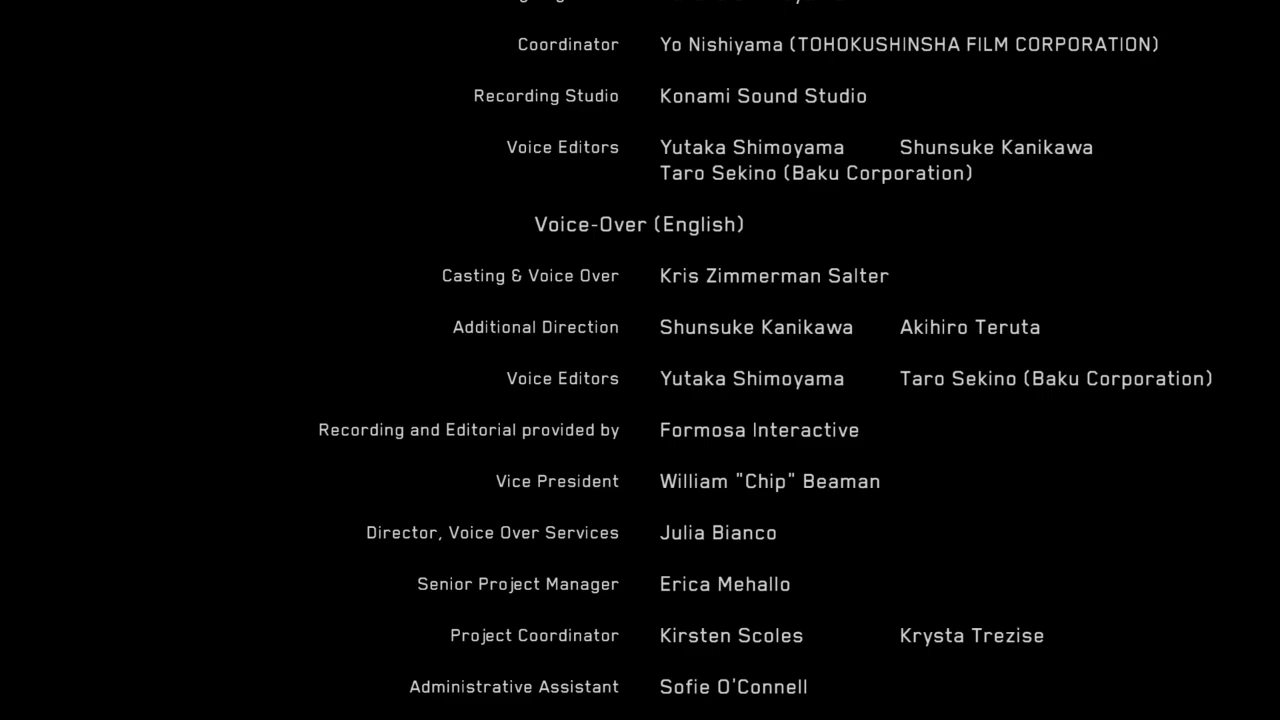 Coordinator Yo Nishiyama (TOHOKUSHINSHA FILM CORPORATION)
Recording Studio Konami Sound Studio
Voice Editors Yutaka Shimoyama Shunsuke Kanikawa
Taro Sekino (Baku Corporation)
Voice-Over (English)
Casting & Voice Over Kris Zimmerman Salter
Additional Direction Shunsuke Kanikawa Akihiro Teruta
Voice Editors Yutaka Shimoyama Taro Sekino (Baku Corporation)
Recording and Editorial provided by Formosa Interactive
Vice President William "Chip" Beaman
Director, Voice Over Services Julia Bianco
Senior Project Manager Erica Mehallo
Project Coordinator Kirsten Scoles Krysta Trezise
Administrative Assistant Sofie O'Connell